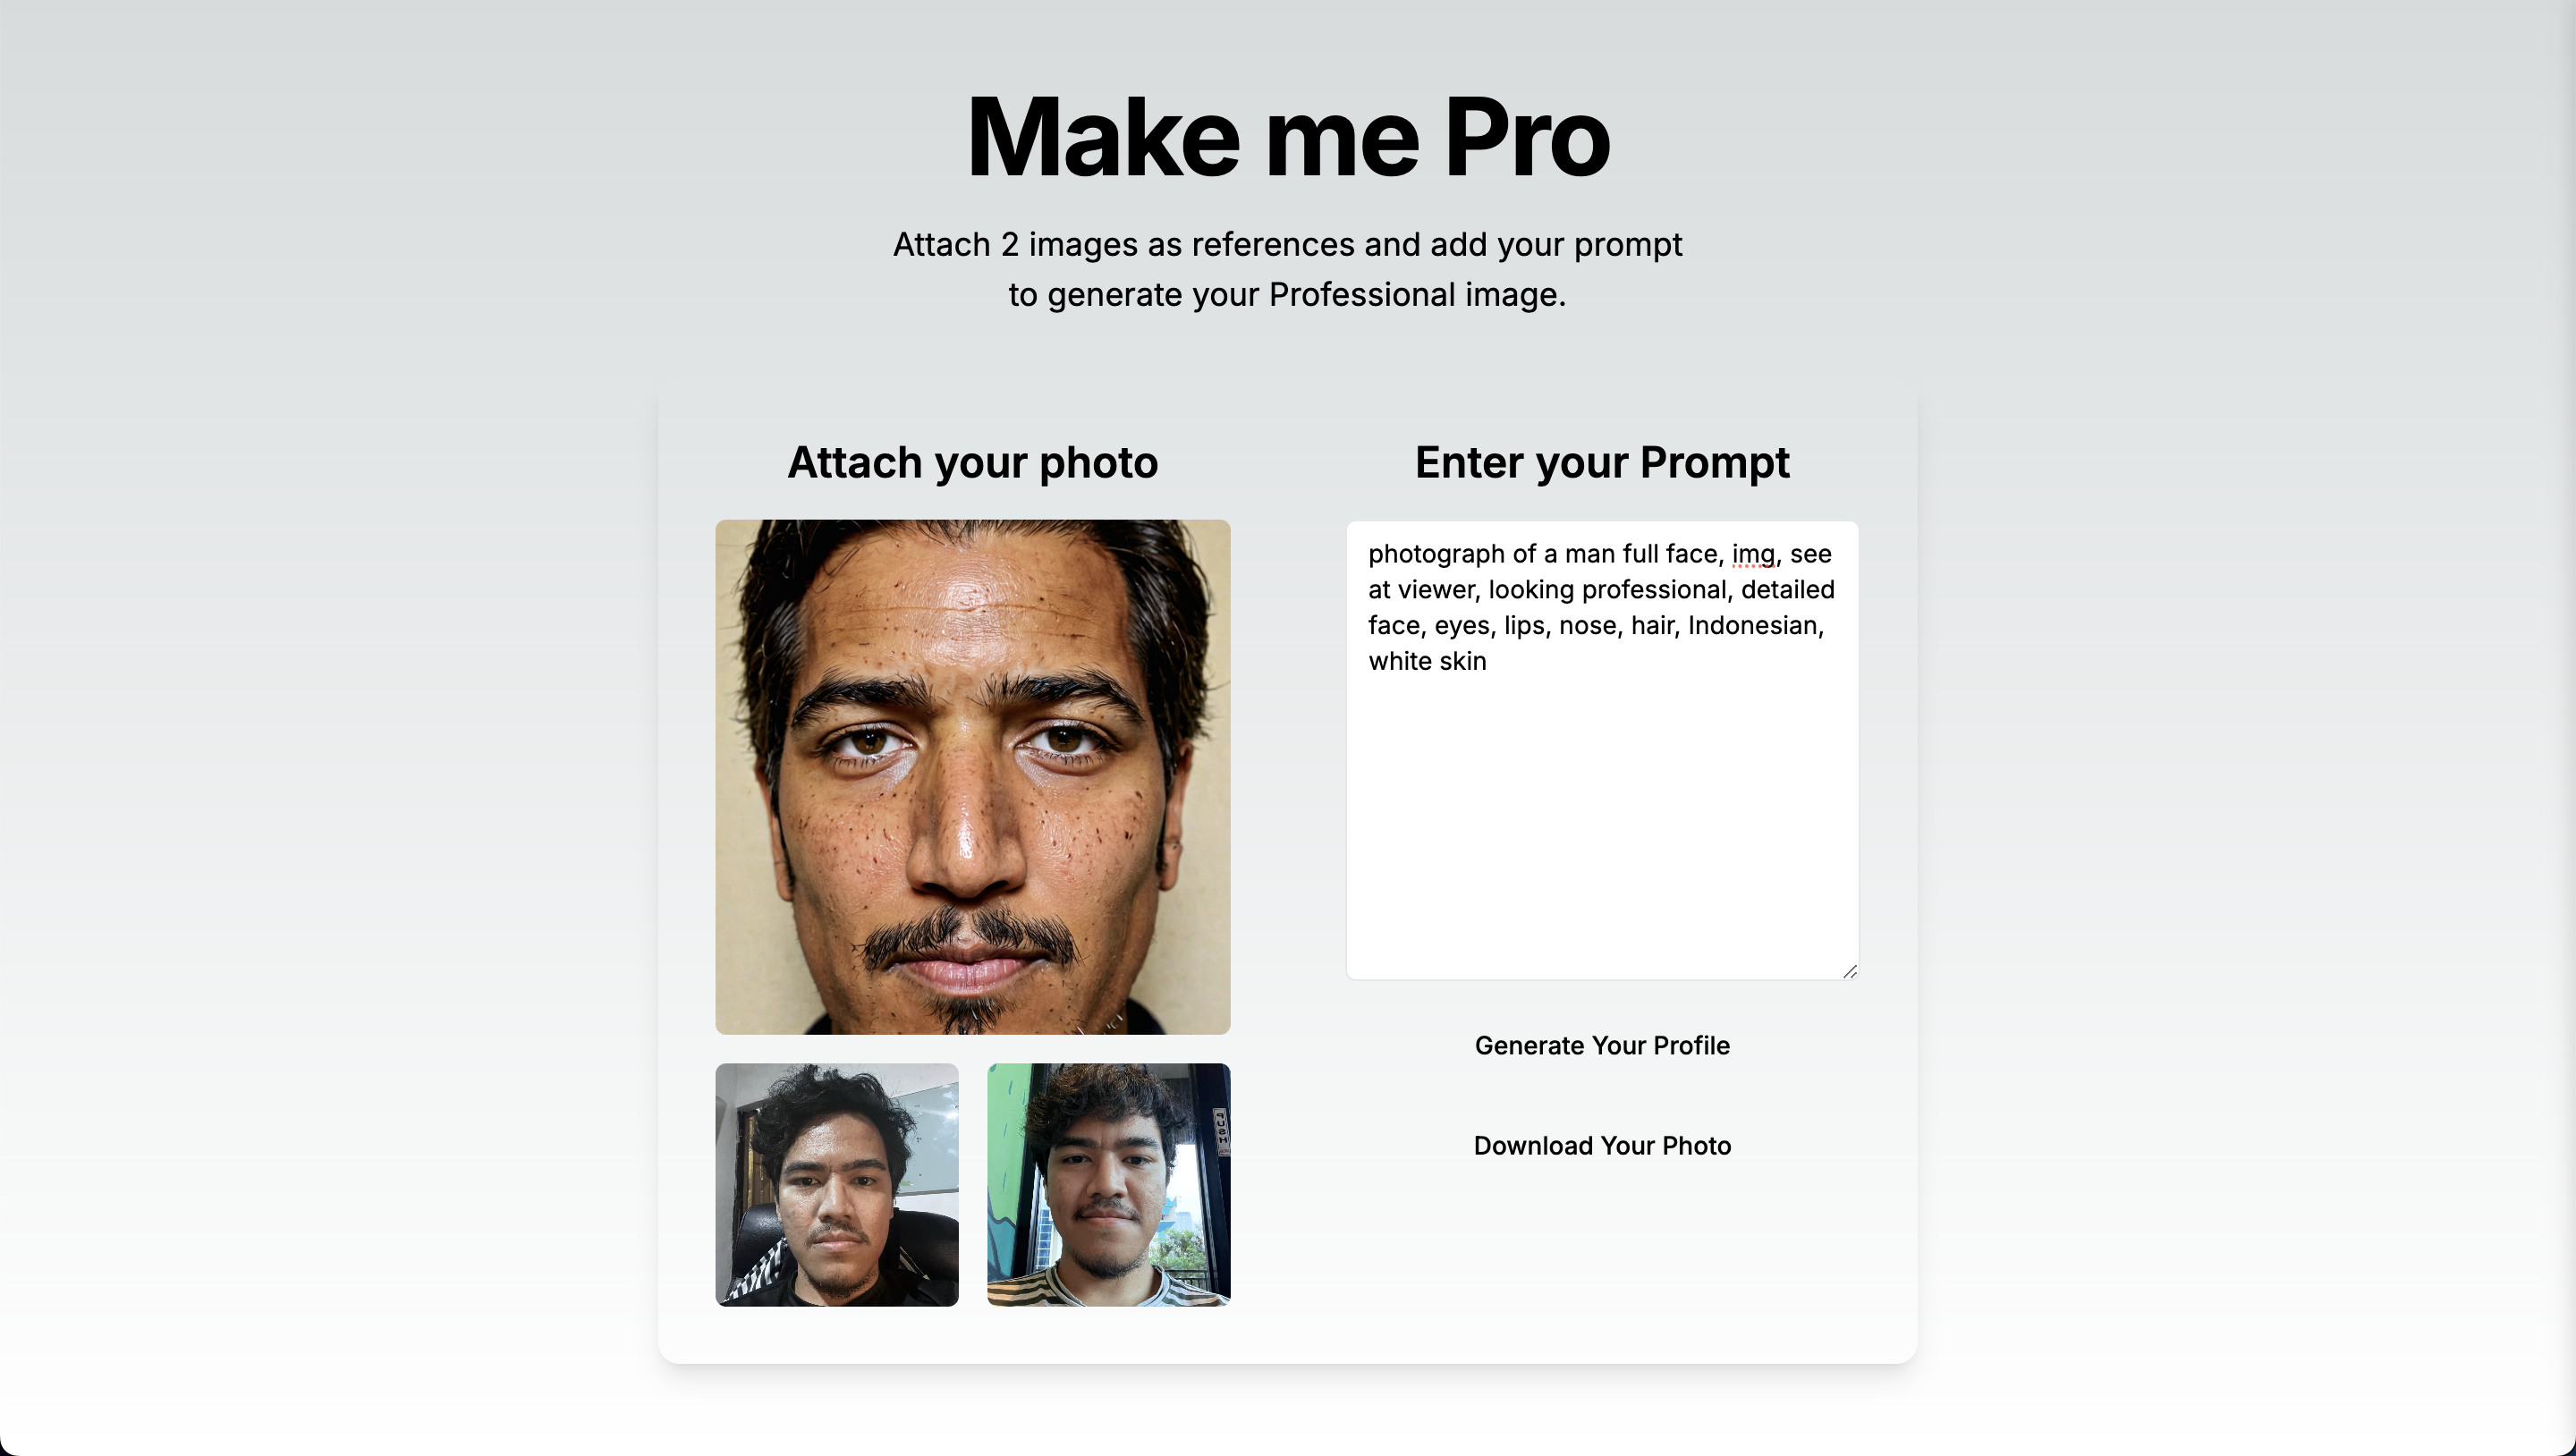 Make me Pro
Attach 2 images as references and add your prompt
to generate your Professional image.
Attach your photo
Enter your Prompt
photograph of a man full face, img, see
at viewer, looking professional, detailed
face, eyes, lips, nose, hair, Indonesian,
white skin
PUSH
Generate Your Profile
Download Your Photo